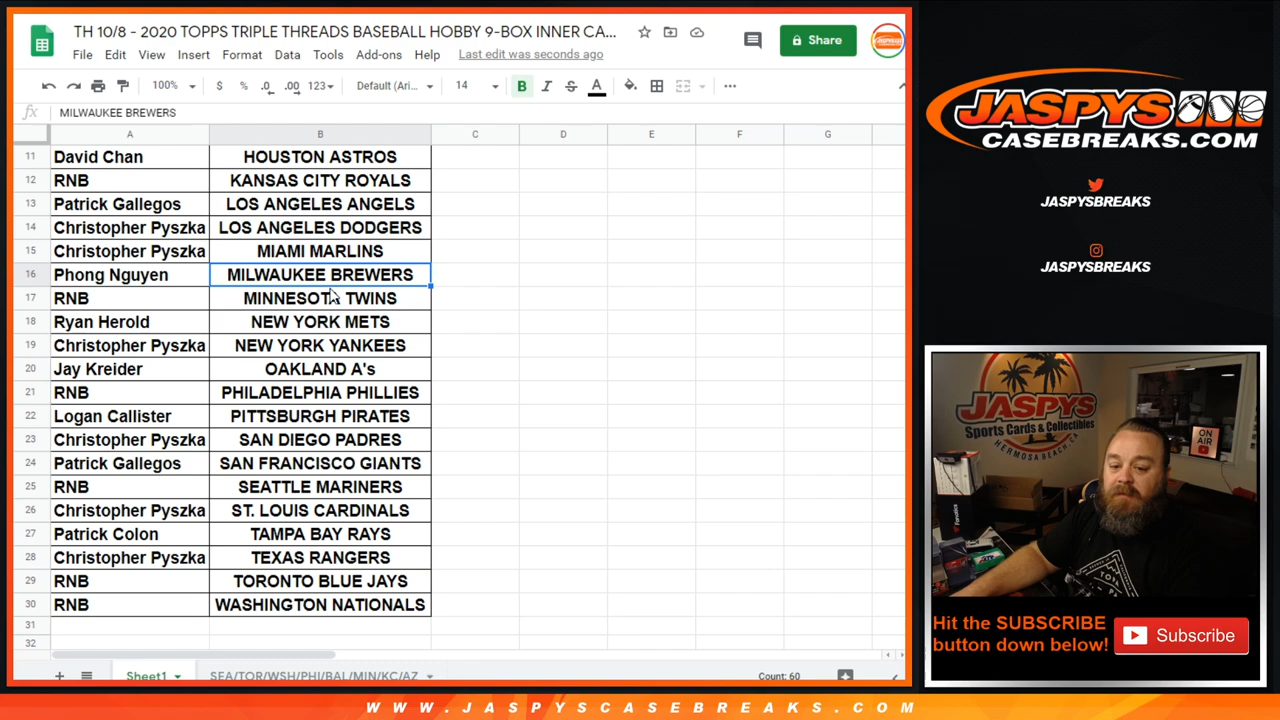 TH 10/8 - 2020 TOPPS TRIPLE THREADS BASEBALL HOBBY 9-BOX INNER CA...
Share
File Edit View Insert Format Data Tools Add-ons Help Last edit was seconds ago
100% $ % .0 .00 123 Default (Ari... 14 B I S A
fx MILWAUKEE BREWERS
A B C D E F G
11 David Chan HOUSTON ASTROS
12 RNB KANSAS CITY ROYALS
13 Patrick Gallegos LOS ANGELES ANGELS
14 Christopher Pyszka LOS ANGELES DODGERS
15 Christopher Pyszka MIAMI MARLINS
16 Phong Nguyen MILWAUKEE BREWERS
17 RNB MINNESOTA TWINS
18 Ryan Herold NEW YORK METS
19 Christopher Pyszka NEW YORK YANKEES
20 Jay Kreider OAKLAND A's
21 RNB PHILADELPHIA PHILLIES
22 Logan Callister PITTSBURGH PIRATES
23 Christopher Pyszka SAN DIEGO PADRES
24 Patrick Gallegos SAN FRANCISCO GIANTS
25 RNB SEATTLE MARINERS
26 Christopher Pyszka ST. LOUIS CARDINALS
27 Patrick Colon TAMPA BAY RAYS
28 Christopher Pyszka TEXAS RANGERS
29 RNB TORONTO BLUE JAYS
30 RNB WASHINGTON NATIONALS
31
32
Sheet1 SEA/TOR/WSH/PHI/BAL/MIN/KC/AZ Count: 60
JASPYS
CASEBREAKS.COM
JASPYSBREAKS
JASPYSBREAKS
JASPYS
Sports Cards & Collectibles
HERMOSA BEACH, CA
ON AIR
Fanatics
Hit the SUBSCRIBE
button down below!
Subscribe
WWW.JASPYSCASEBREAKS.COM